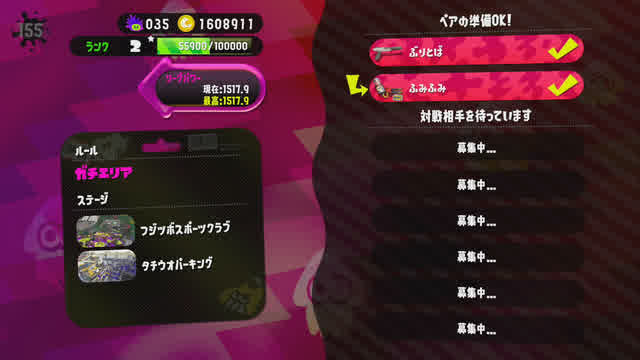 155
035
1608911
ランク
2
55900/100000
リーグパワー
現在:1517.9
最高:1517.9
ルール
ガチエリア
ステージ
フジツボスポーツクラブ
タチウオパーキング
ペアの準備OK!
ぷりとば
ふみふみ
対戦相手を待っています
募集中...
募集中...
募集中...
募集中...
募集中...
募集中...